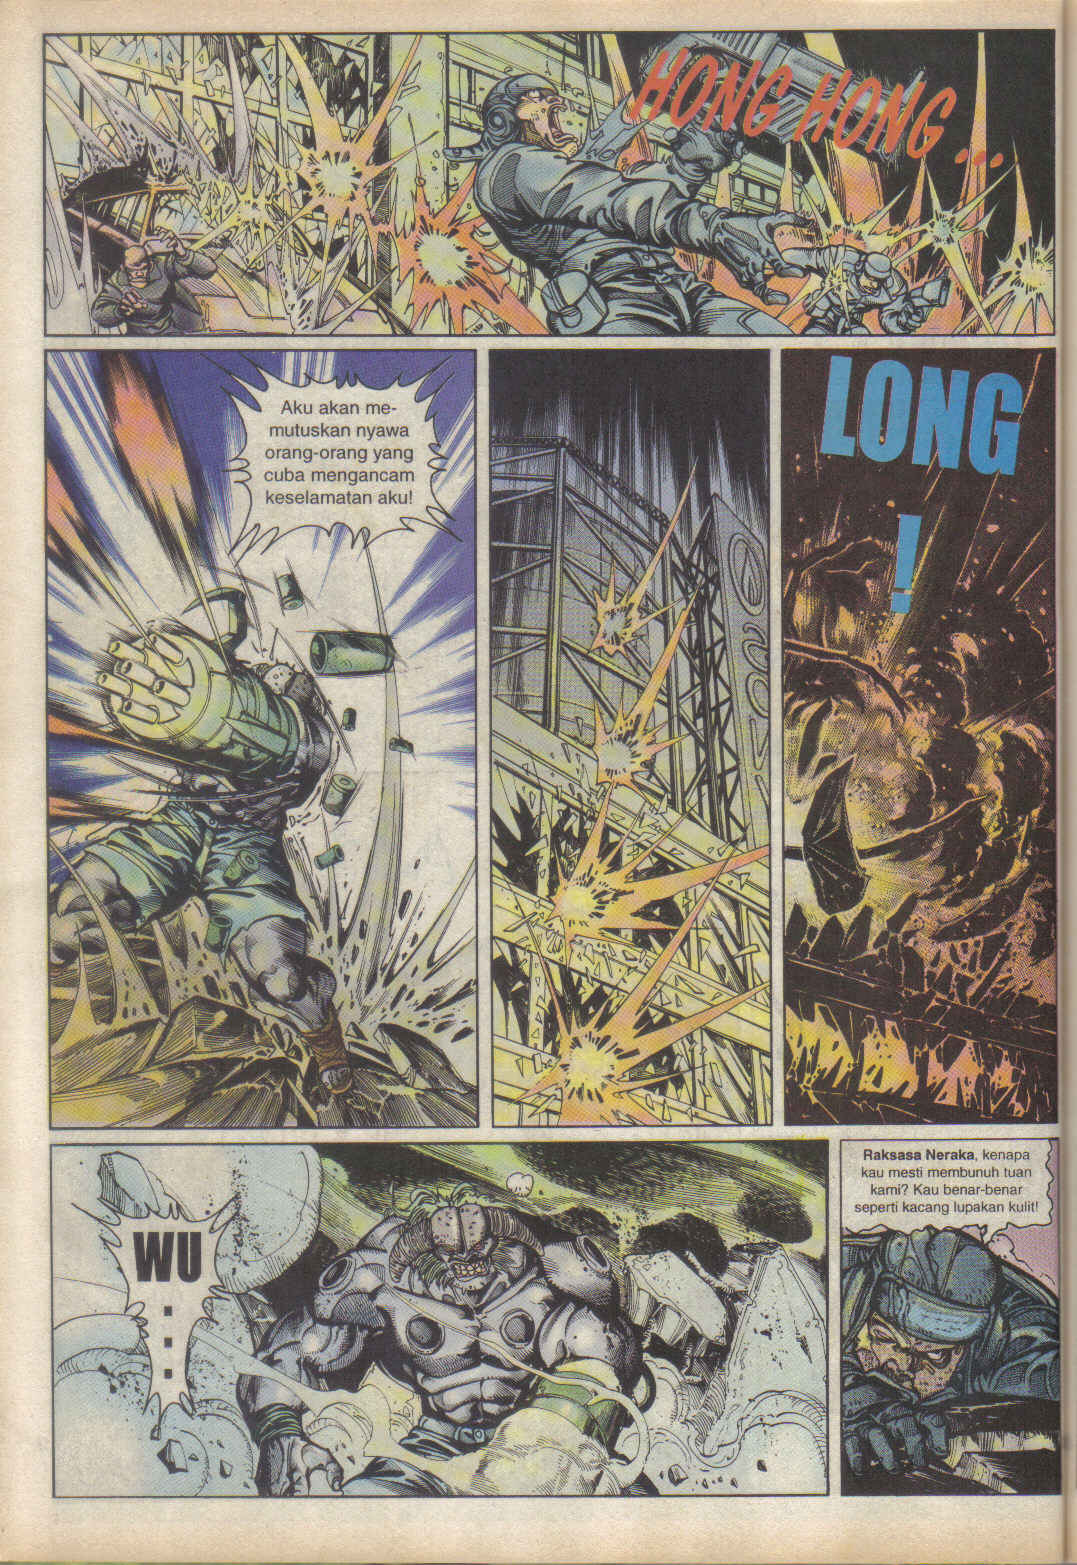 HONG HONG...
Aku akan me-
mutuskan nyawa
orang-orang yang
cuba mengancam
keselamatan aku!
LONG
!
WU
...
Raksasa Neraka, kenapa
kau mesti membunuh tuan
kami? Kau benar-benar
seperti kacang lupakan kulit!